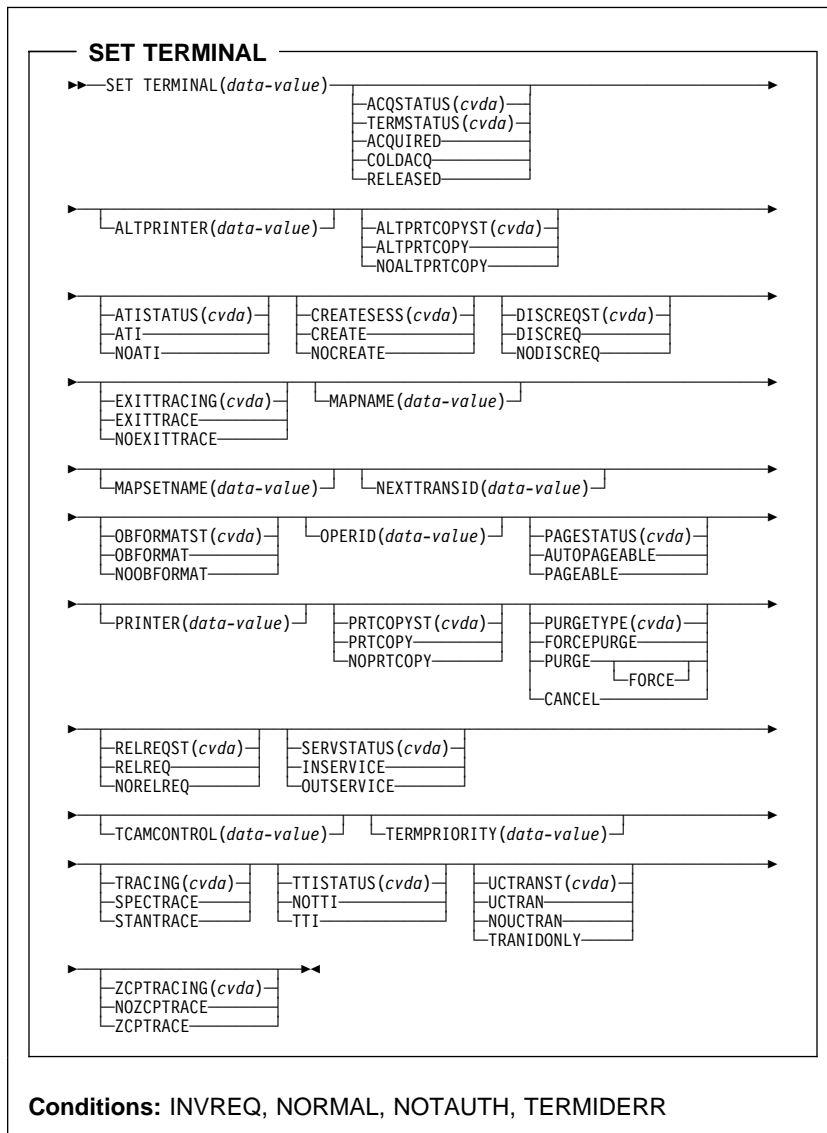 SET TERMINAL
SET TERMINAL(data-value)
ACQSTATUS(cvda)
TERMSTATUS(cvda)
ACQUIRED
COLDACQ
RELEASED
ALTPRINTER(data-value)
ALTPRTCOPYST(cvda)
ALTPRTCOPY
NOALTPRTCOPY
ATISTATUS(cvda)
ATI
NOATI
CREATESESS(cvda)
CREATE
NOCREATE
DISCREQST(cvda)
DISCREQ
NODISCREQ
EXITTRACING(cvda)
EXITTRACE
NOEXITTRACE
MAPNAME(data-value)
MAPSETNAME(data-value)
NEXTTRANSID(data-value)
OBFORMATST(cvda)
OBFORMAT
NOOBFORMAT
OPERID(data-value)
PAGESTATUS(cvda)
AUTOPAGEABLE
PAGEABLE
PRINTER(data-value)
PRTCOPYST(cvda)
PRTCOPY
NOPRTCOPY
PURGETYPE(cvda)
FORCEPURGE
PURGE
FORCE
CANCEL
RELREQST(cvda)
RELREQ
NORELREQ
SERVSTATUS(cvda)
INSERVICE
OUTSERVICE
TCAMCONTROL(data-value)
TERMPRIORITY(data-value)
TRACING(cvda)
SPECTRACE
STANTRACE
TTISTATUS(cvda)
NOTTI
TTI
UCTRANST(cvda)
UCTRAN
NOUCTRAN
TRANIDONLY
ZCPTRACING(cvda)
NOZCPTRACE
ZCPTRACE
Conditions: INVREQ, NORMAL, NOTAUTH, TERMIDERR